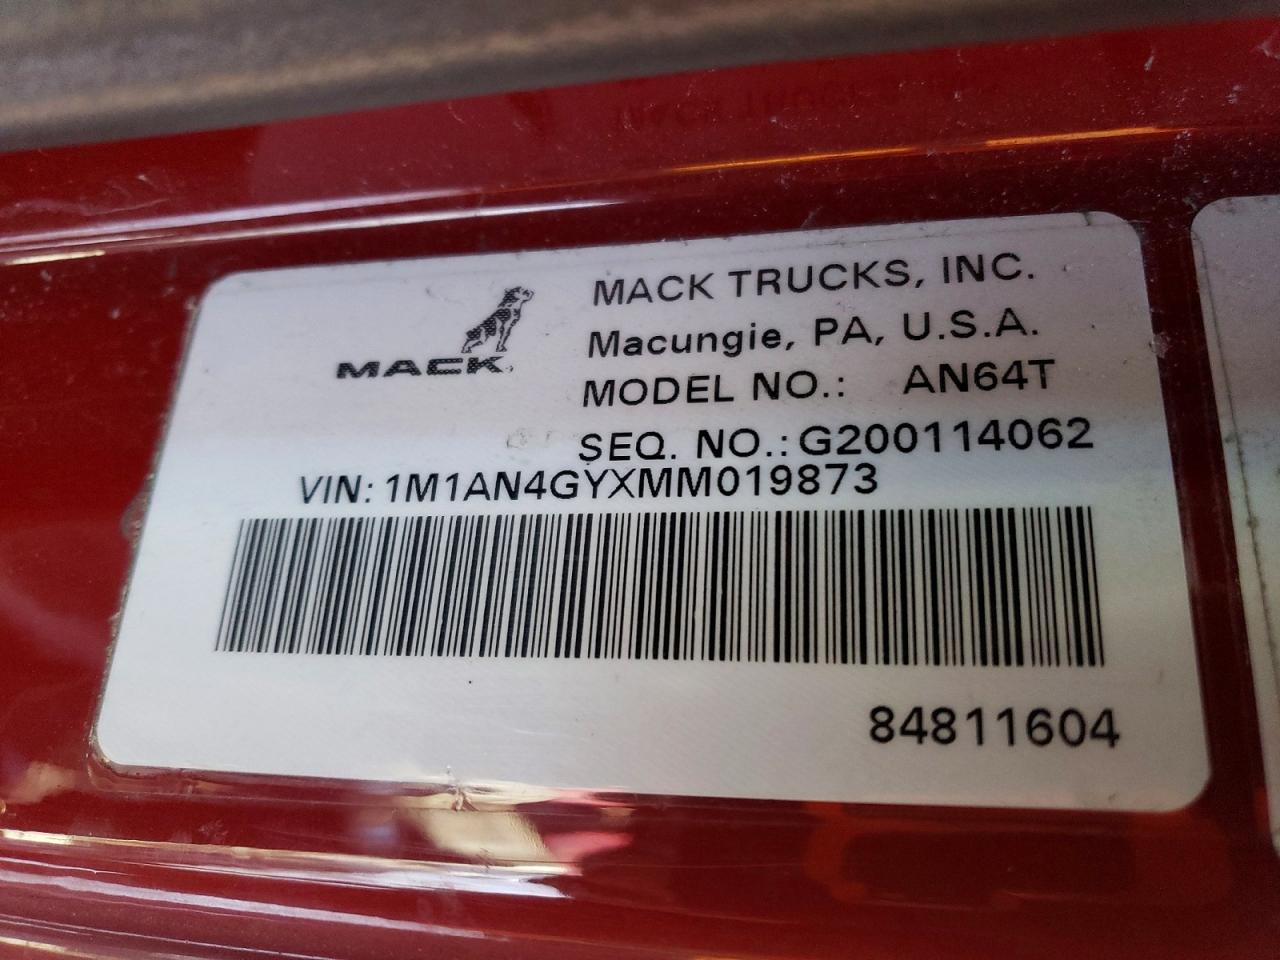 MACK TRUCKS, INC.
Macungie, PA, U.S.A.
MACK
MODEL NO.: AN64T
SEQ. NO.: G200114062
VIN: 1M1AN4GYXMM019873
84811604